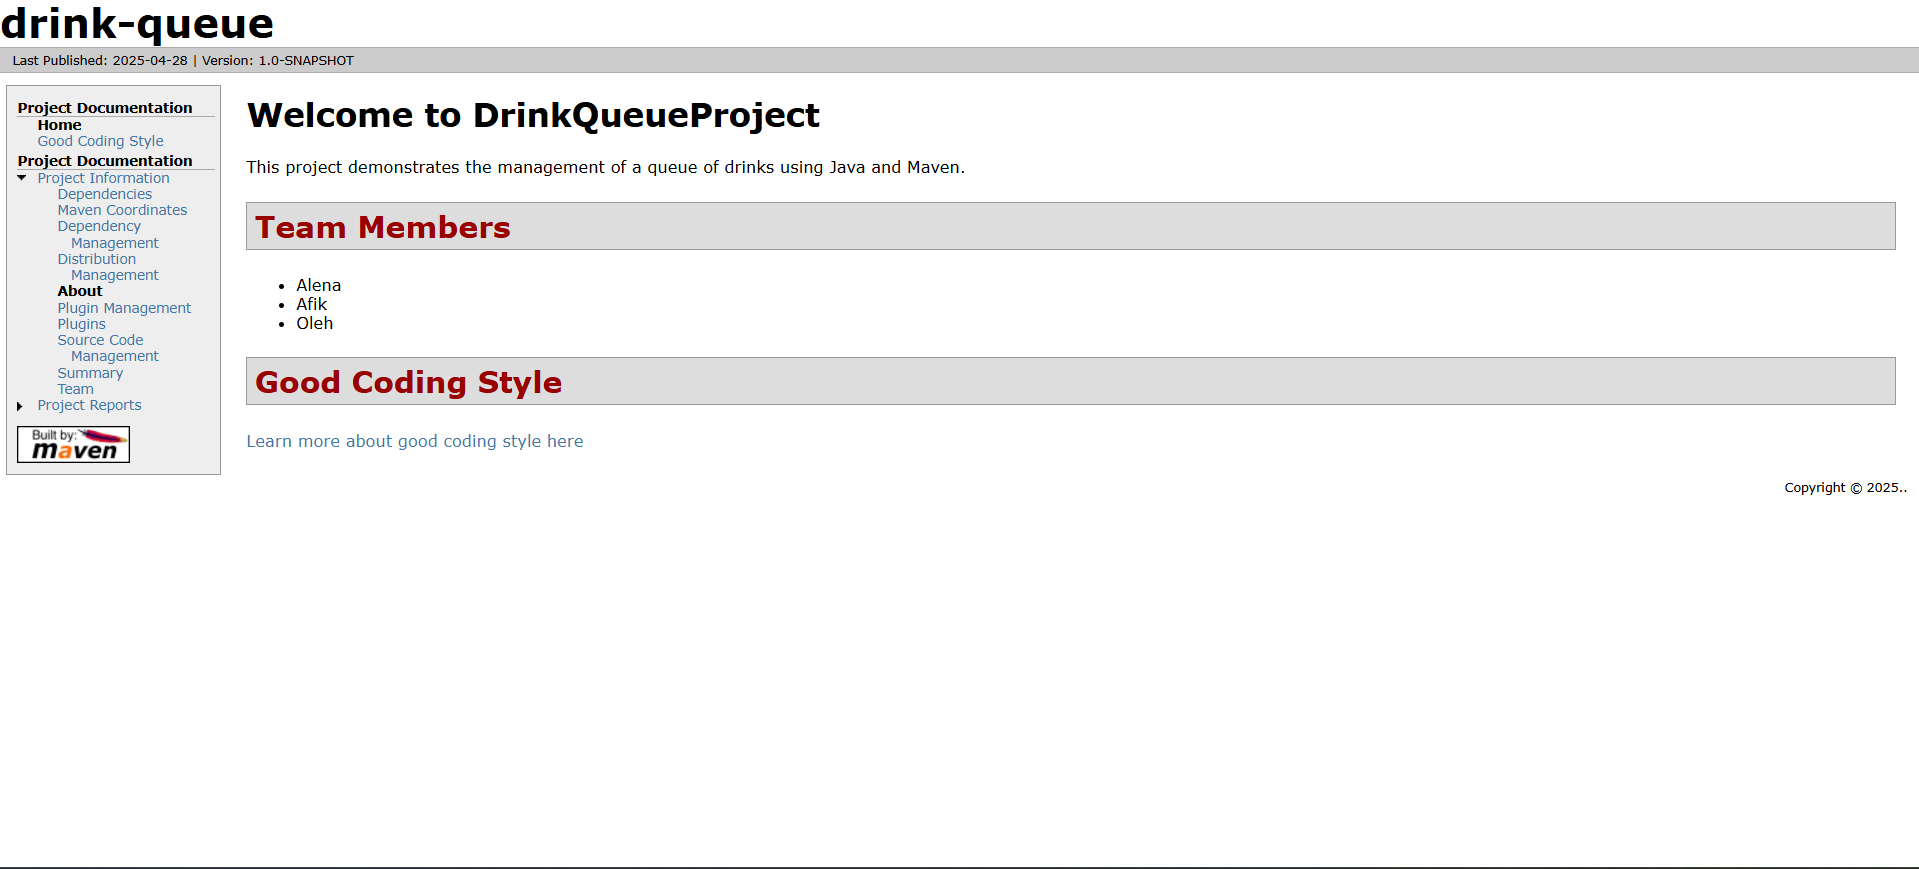 drink-queue
Last Published: 2025-04-28 | Version: 1.0-SNAPSHOT
Project Documentation
Home
Good Coding Style
Project Documentation
Project Information
Dependencies
Maven Coordinates
Dependency
Management
Distribution
Management
About
Plugin Management
Plugins
Source Code
Management
Summary
Team
Project Reports
Built by:
maven
Welcome to DrinkQueueProject
This project demonstrates the management of a queue of drinks using Java and Maven.
Team Members
• Alena
• Afik
• Oleh
Good Coding Style
Learn more about good coding style here
Copyright © 2025..